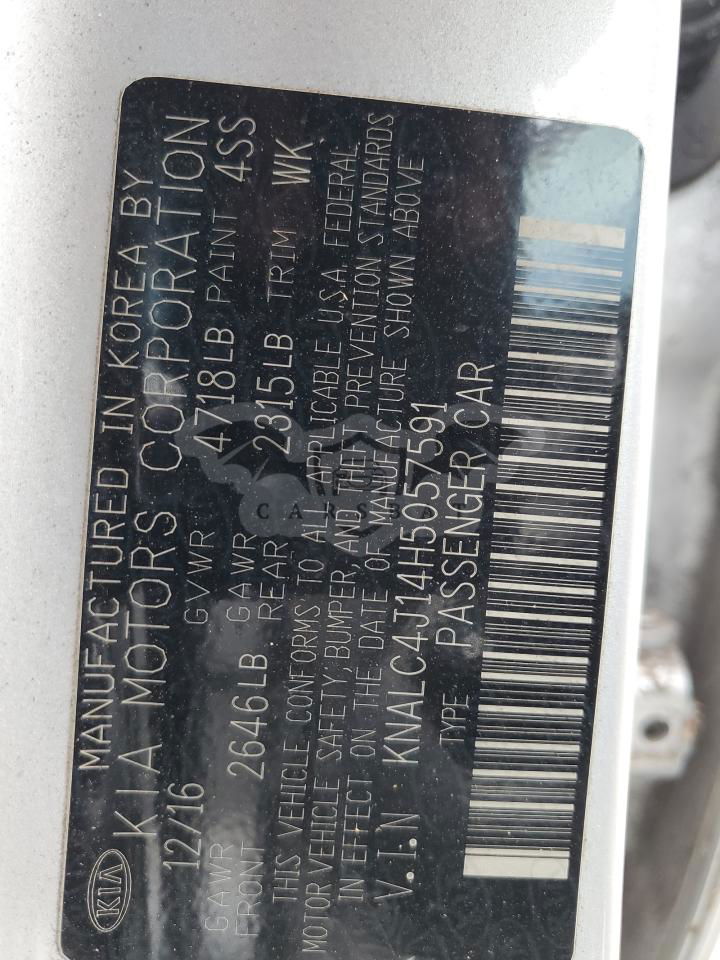 MANUFACTURED IN KOREA BY
KIA KIA MOTORS CORPORATION
12/16 GVWR 4718LB PAINT 4SS
GAWR FRONT 2646LB GAWR REAR 2315LB TRIM WK
THIS VEHICLE CONFORMS TO ALL APPLICABLE U.S.A. FEDERAL
MOTOR VEHICLE SAFETY, BUMPER, AND THEFT PREVENTION STANDARDS
IN EFFECT ON THE DATE OF MANUFACTURE SHOWN ABOVE
V.I.N KNALC4J14H5057591
TYPE : PASSENGER CAR